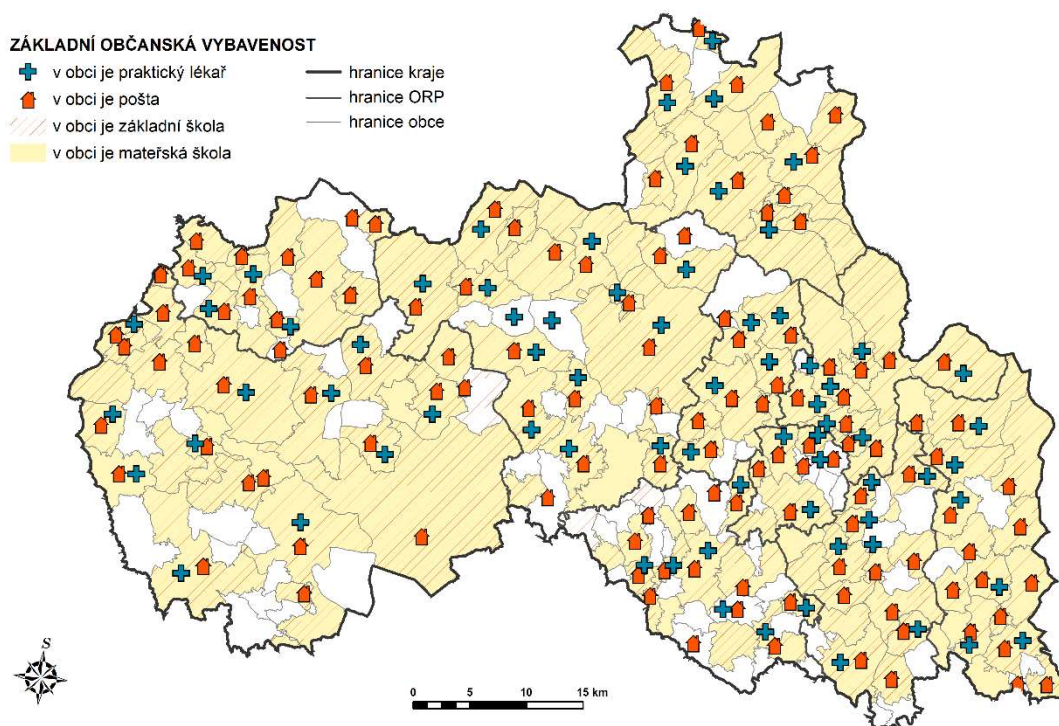 ZÁKLADNÍ OBČANSKÁ VYBAVENOST
v obci je praktický lékař
v obci je pošta
v obci je základní škola
v obci je mateřská škola
hranice kraje
hranice ORP
hranice obce
S
0 5 10 15 km